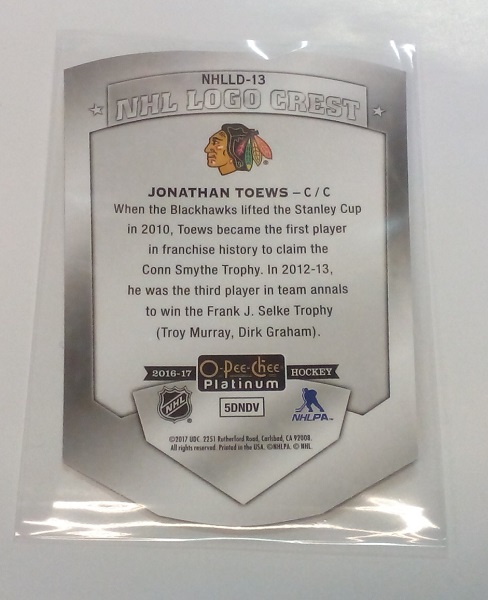 NHLLD-13
NHL LOGO CREST
JONATHAN TOEWS – C / C
When the Blackhawks lifted the Stanley Cup
in 2010, Toews became the first player
in franchise history to claim the
Conn Smythe Trophy. In 2012-13,
he was the third player in team annals
to win the Frank J. Selke Trophy
(Troy Murray, Dirk Graham).
2016-17 O-Pee-Chee Platinum HOCKEY
NHL 5DNDV NHLPA
©2017 UDC. 2251 Rutherford Road, Carlsbad, CA 92008.
All rights reserved. Printed in the USA. ©NHLPA. © NHL.